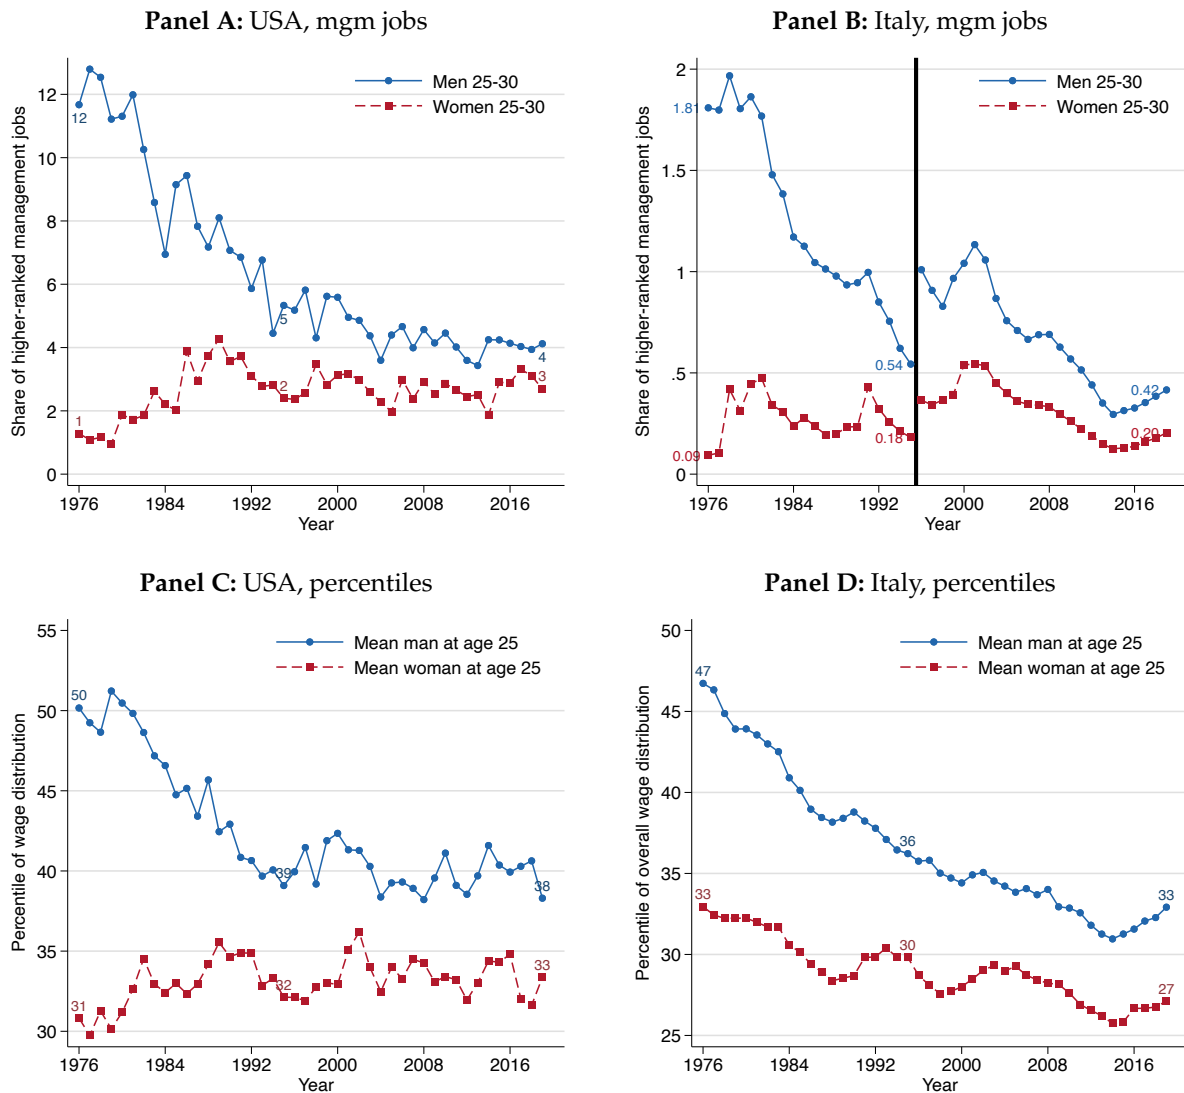 Panel A: USA, mgm jobs
Share of higher-ranked management jobs
12
10
8
6
4
2
0
Men 25-30
Women 25-30
12
5
4
1
2
3
1976 1984 1992 2000 2008 2016
Year
Panel B: Italy, mgm jobs
Share of higher-ranked management jobs
2
1.5
1
.5
0
Men 25-30
Women 25-30
1.81
0.54
0.42
0.09
0.18
0.20
1976 1984 1992 2000 2008 2016
Year
Panel C: USA, percentiles
Percentile of wage distribution
55
50
45
40
35
30
Mean man at age 25
Mean woman at age 25
50
39
38
31
32
33
1976 1984 1992 2000 2008 2016
Year
Panel D: Italy, percentiles
Percentile of overall wage distribution
50
45
40
35
30
25
Mean man at age 25
Mean woman at age 25
47
36
33
33
30
27
1976 1984 1992 2000 2008 2016
Year